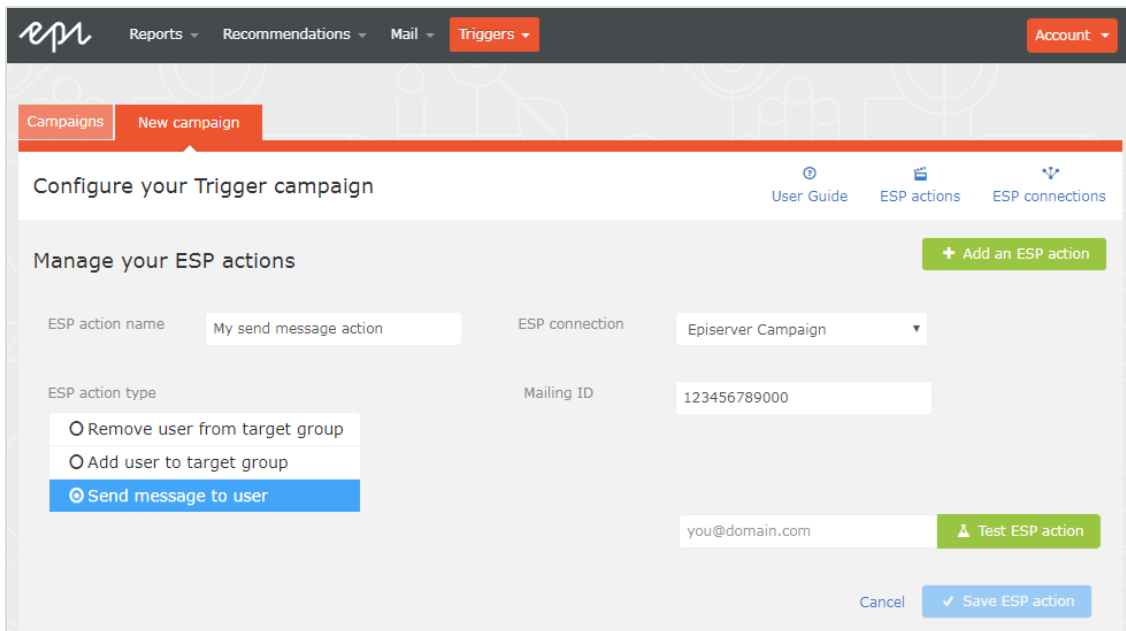 epi Reports Recommendations Mail Triggers Account
Campaigns New campaign
Configure your Trigger campaign
User Guide ESP actions ESP connections
Manage your ESP actions
+ Add an ESP action
ESP action name My send message action ESP connection Episerver Campaign
ESP action type Mailing ID 123456789000
Remove user from target group
Add user to target group
Send message to user
you@domain.com Test ESP action
Cancel Save ESP action